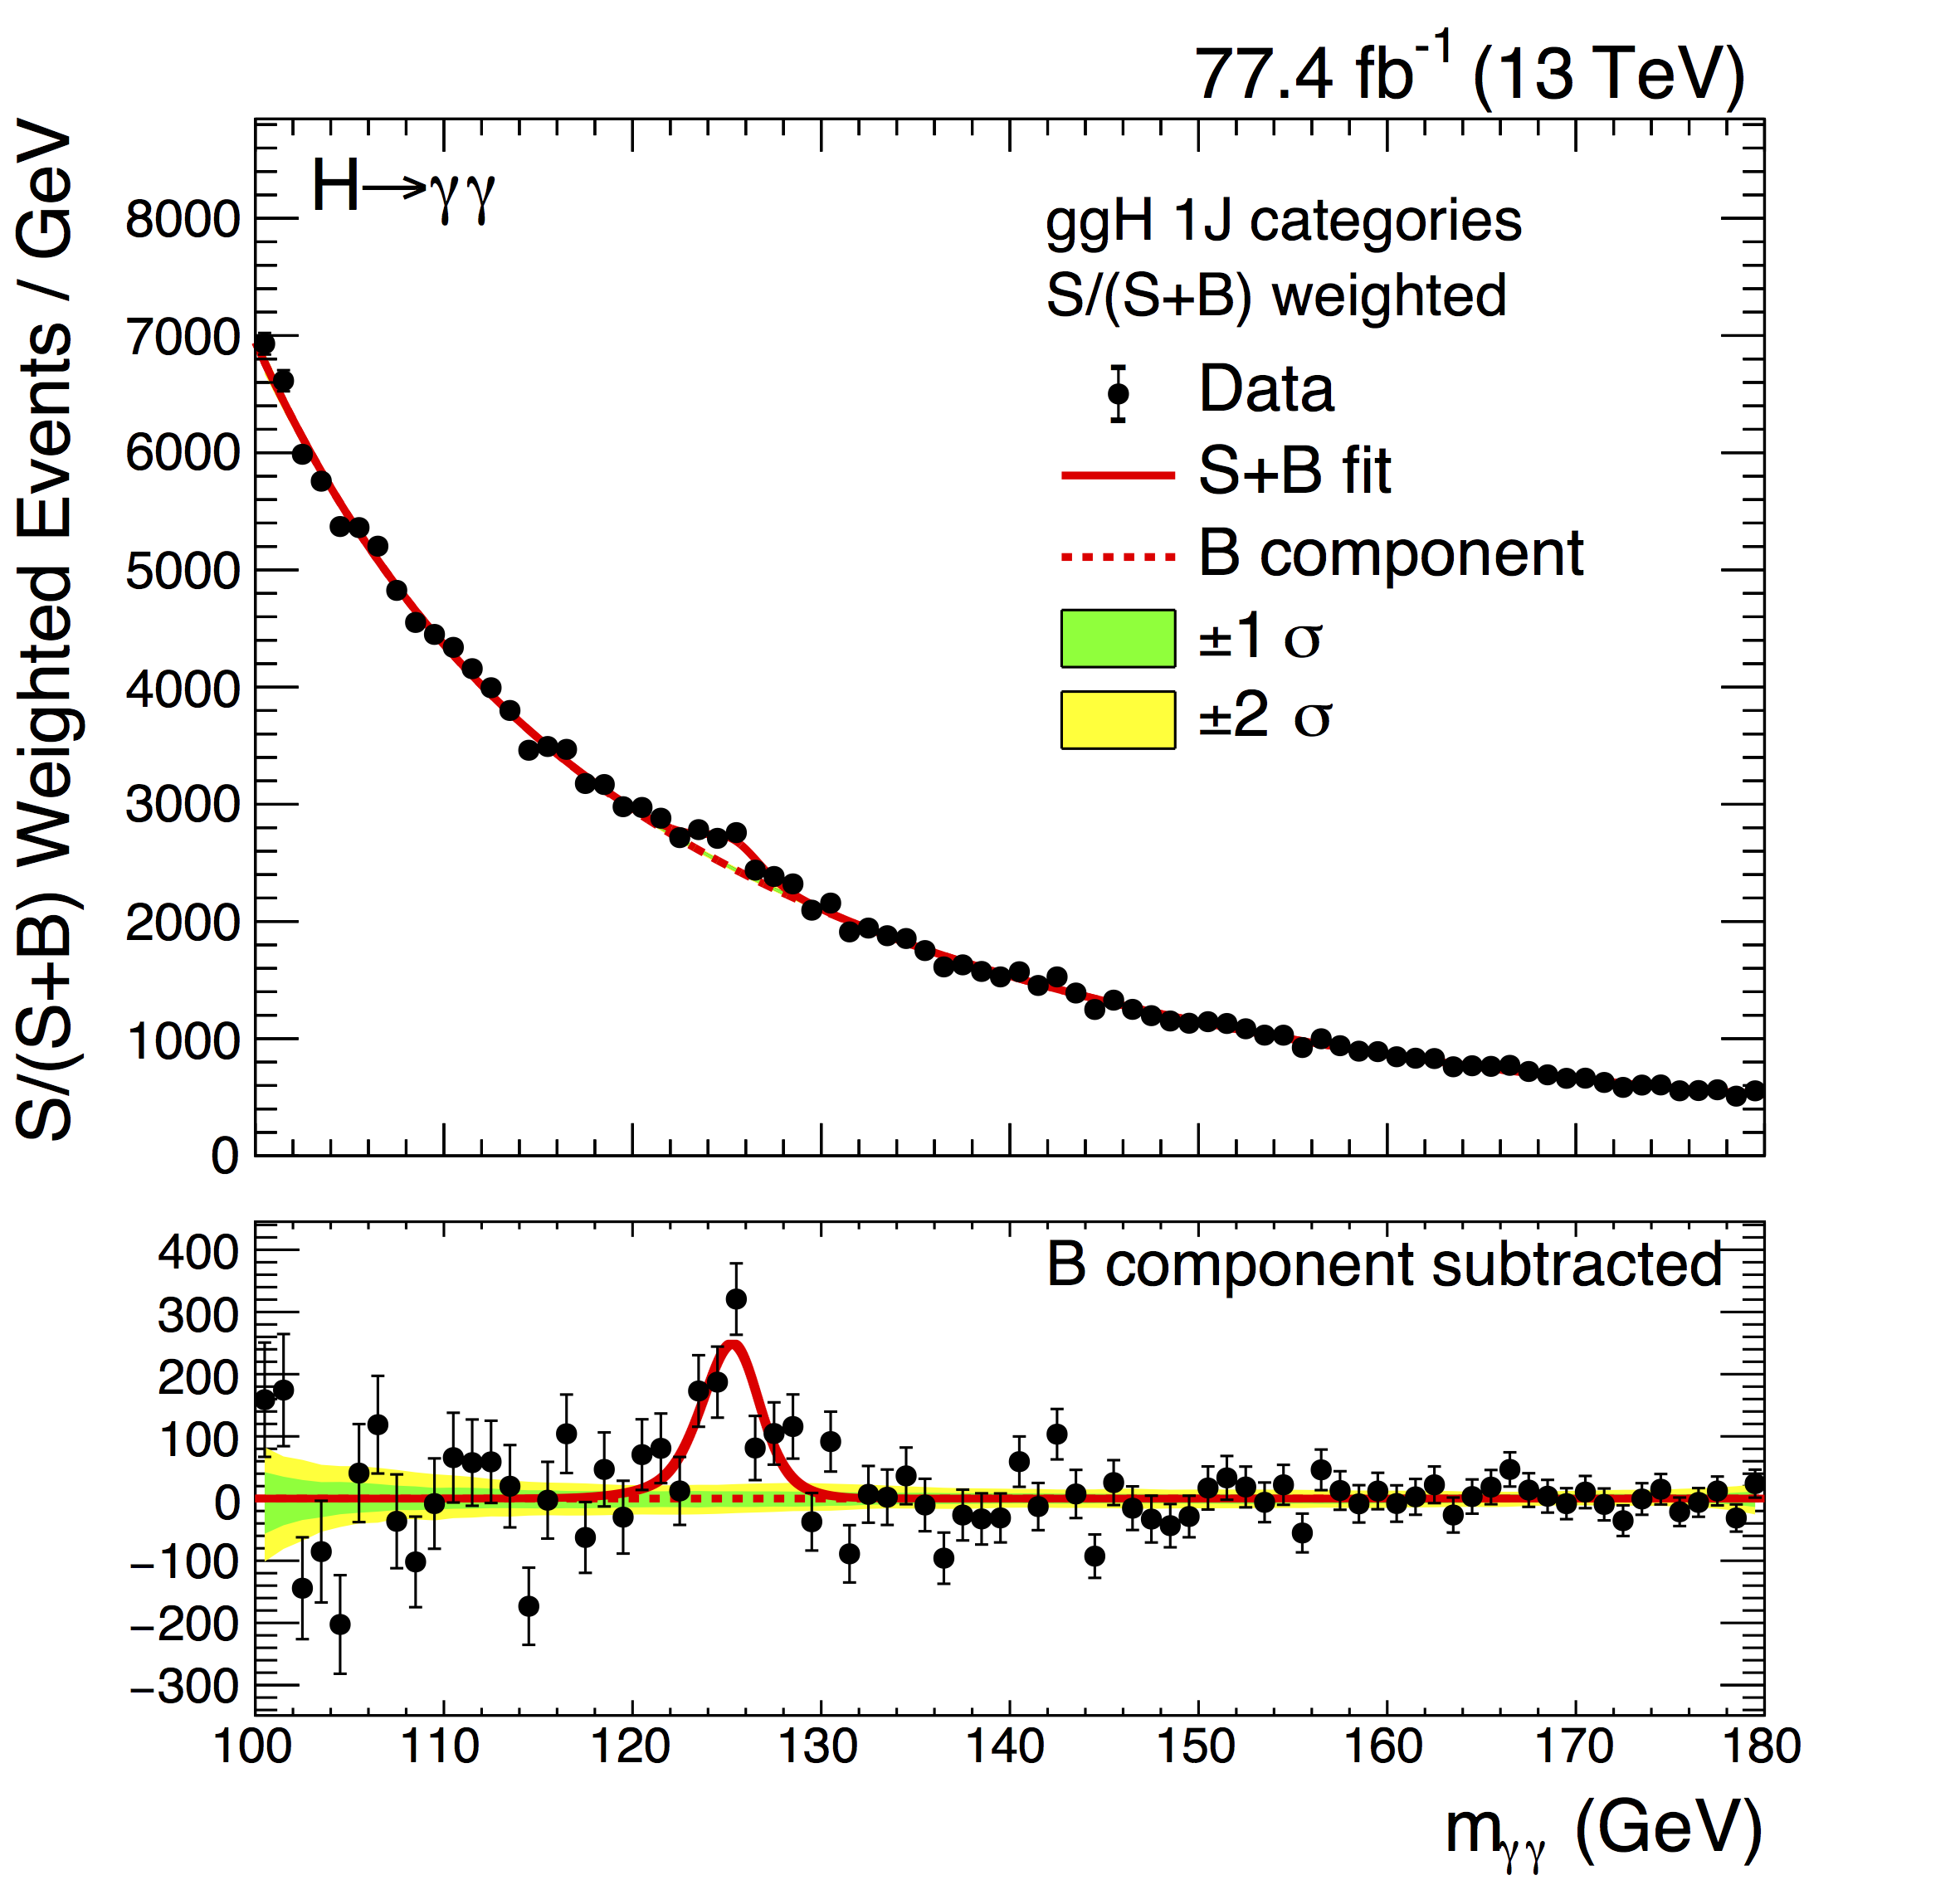 77.4 fb⁻¹ (13 TeV)
S/(S+B) Weighted Events / GeV
H→γγ
ggH 1J categories
S/(S+B) weighted
Data
S+B fit
B component
±1 σ
±2 σ
8000
7000
6000
5000
4000
3000
2000
1000
0
B component subtracted
400
300
200
100
0
−100
−200
−300
100 110 120 130 140 150 160 170 180
mγγ (GeV)